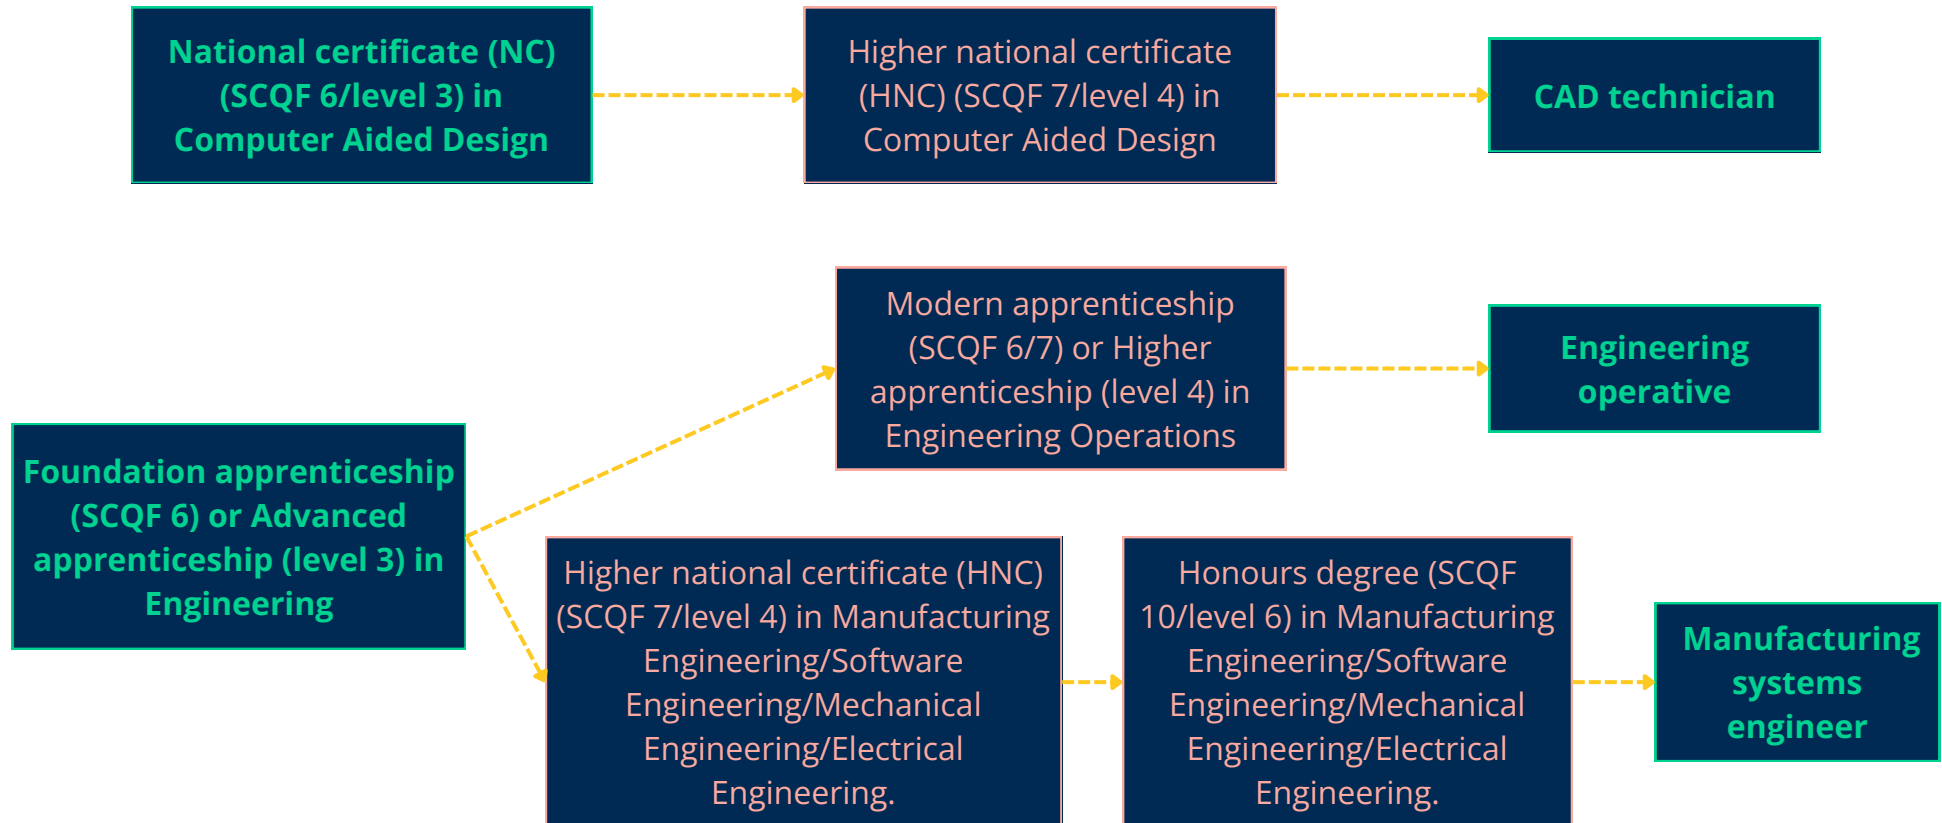 National certificate (NC)
(SCQF 6/level 3) in
Computer Aided Design
Higher national certificate
(HNC) (SCQF 7/level 4) in
Computer Aided Design
CAD technician
Modern apprenticeship
(SCQF 6/7) or Higher
apprenticeship (level 4) in
Engineering Operations
Engineering
operative
Foundation apprenticeship
(SCQF 6) or Advanced
apprenticeship (level 3) in
Engineering
Higher national certificate (HNC)
(SCQF 7/level 4) in Manufacturing
Engineering/Software
Engineering/Mechanical
Engineering/Electrical
Engineering.
Honours degree (SCQF
10/level 6) in Manufacturing
Engineering/Software
Engineering/Mechanical
Engineering/Electrical
Engineering.
Manufacturing
systems
engineer